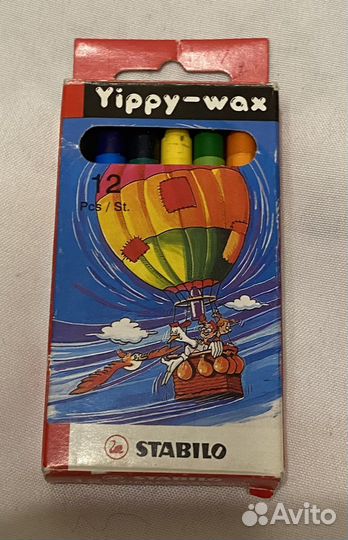 Yippy-wax
12
Pcs / St.
STABILO
Avito